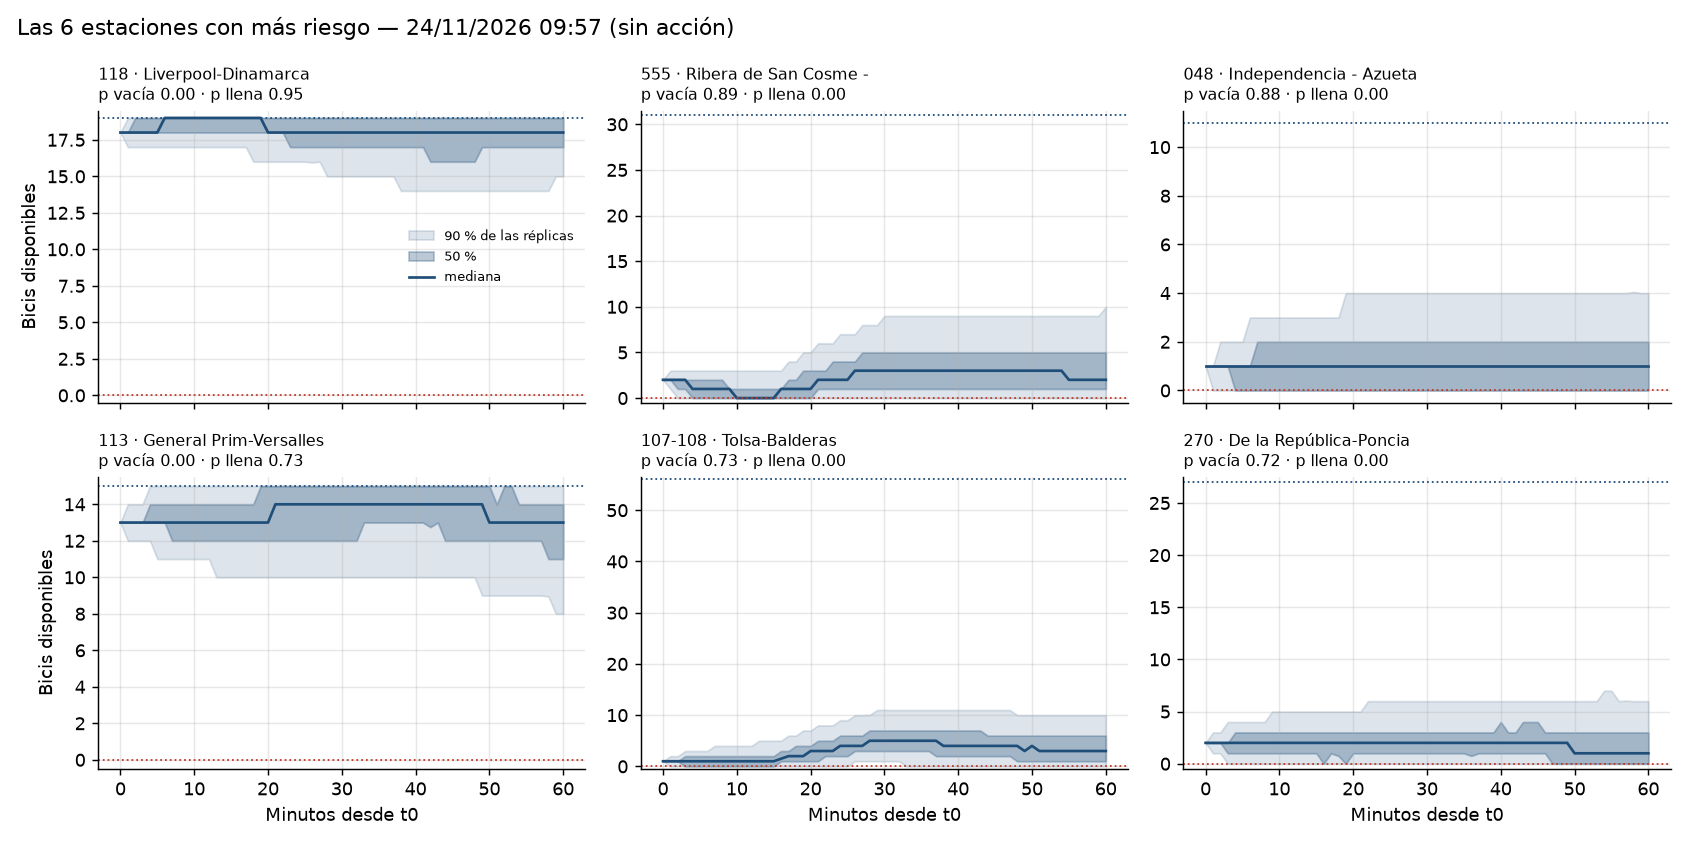 Las 6 estaciones con más riesgo — 24/11/2026 09:57 (sin acción)
118 · Liverpool-Dinamarca
p vacía 0.00 · p llena 0.95
17.5
15.0
12.5
10.0
7.5
5.0
2.5
0.0
Bicis disponibles
90 % de las réplicas
50 %
mediana
555 · Ribera de San Cosme -
p vacía 0.89 · p llena 0.00
30
25
20
15
10
5
0
048 · Independencia - Azueta
p vacía 0.88 · p llena 0.00
10
8
6
4
2
0
113 · General Prim-Versalles
p vacía 0.00 · p llena 0.73
14
12
10
8
6
4
2
0
Bicis disponibles
0 10 20 30 40 50 60
Minutos desde t0
107-108 · Tolsa-Balderas
p vacía 0.73 · p llena 0.00
50
40
30
20
10
0
0 10 20 30 40 50 60
Minutos desde t0
270 · De la República-Poncia
p vacía 0.72 · p llena 0.00
25
20
15
10
5
0
0 10 20 30 40 50 60
Minutos desde t0